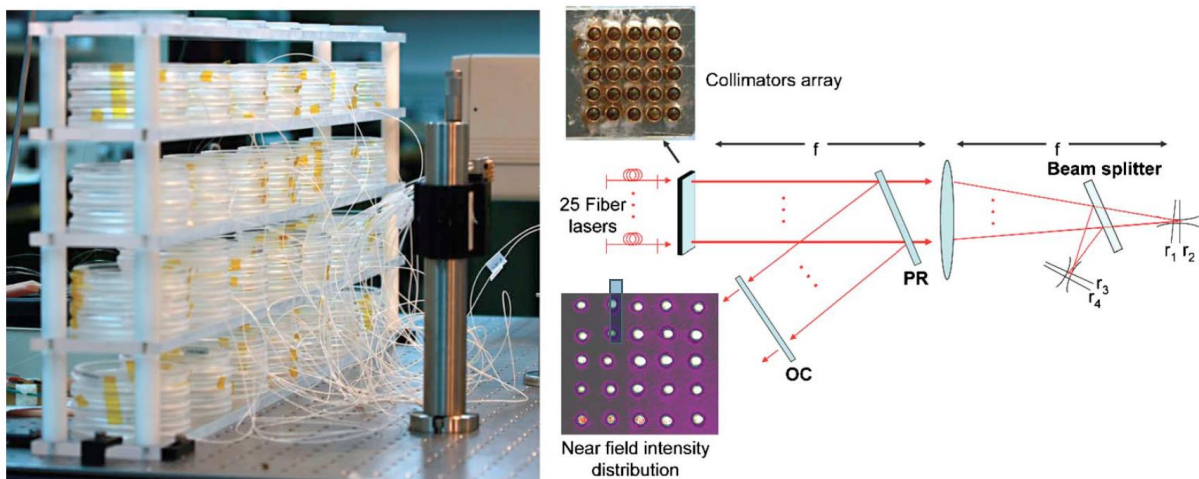 Collimators array
f
f
Beam splitter
25 Fiber
lasers
r1 r2
r3
r4
PR
OC
Near field intensity
distribution